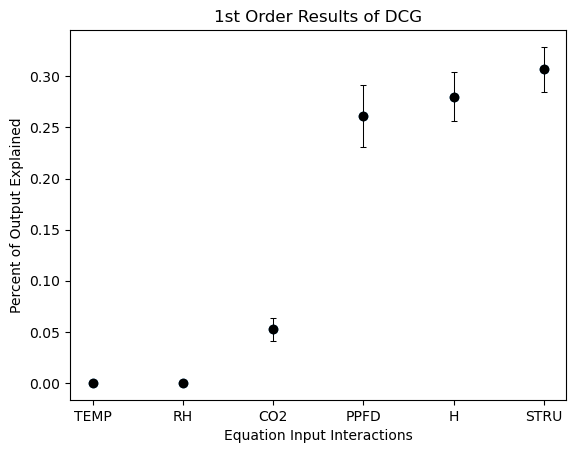 1st Order Results of DCG
Percent of Output Explained
0.30
0.25
0.20
0.15
0.10
0.05
0.00
TEMP RH CO2 PPFD H STRU
Equation Input Interactions